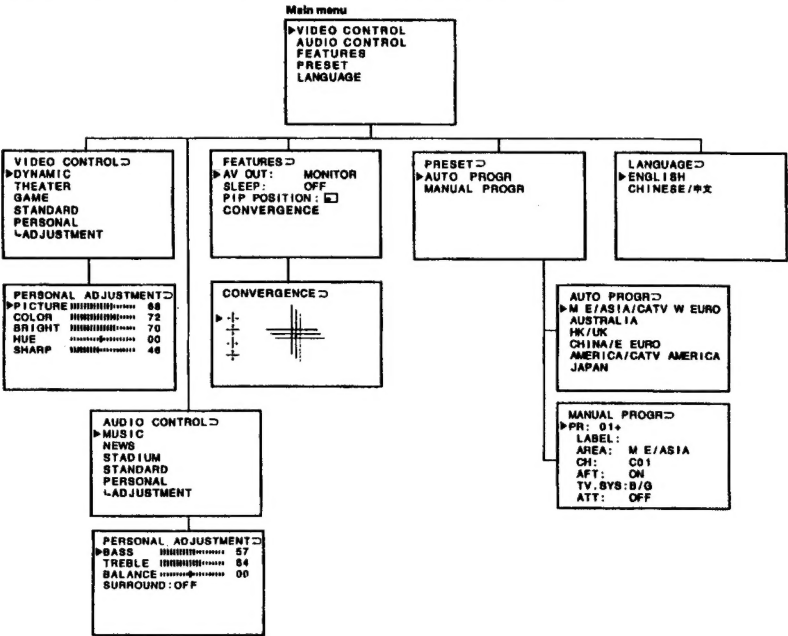 Main menu
▶VIDEO CONTROL
AUDIO CONTROL
FEATURES
PRESET
LANGUAGE
VIDEO CONTROL
▶DYNAMIC
THEATER
GAME
STANDARD
PERSONAL
ADJUSTMENT
FEATURES
▶AV OUT: MONITOR
SLEEP: OFF
PIP POSITION:
CONVERGENCE
PRESET
▶AUTO PROGR
MANUAL PROGR
LANGUAGE
▶ENGLISH
CHINESE/中文
PERSONAL ADJUSTMENT
▶PICTURE 68
COLOR 72
BRIGHT 70
HUE 00
SHARP 46
CONVERGENCE
AUTO PROGR
▶M E/ASIA/CATV W EURO
AUSTRALIA
HK/UK
CHINA/E EURO
AMERICA/CATV AMERICA
JAPAN
AUDIO CONTROL
▶MUSIC
NEWS
STADIUM
STANDARD
PERSONAL
ADJUSTMENT
MANUAL PROGR
▶PR: 01+
LABEL:
AREA: M E/ASIA
CH: C01
AFT: ON
TV.SYS:B/G
ATT: OFF
PERSONAL ADJUSTMENT
▶BASS 57
TREBLE 64
BALANCE 00
SURROUND:OFF